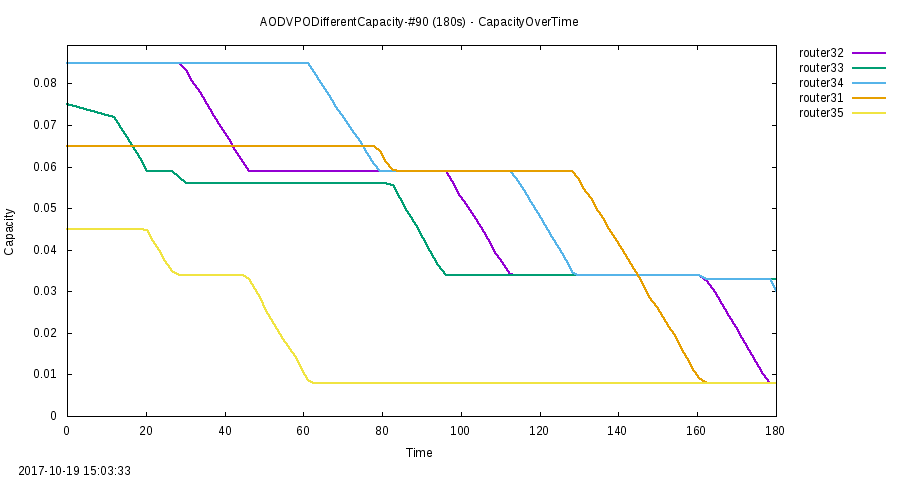 AODVPODifferentCapacity-#90 (180s) - CapacityOverTime
router32
router33
router34
router31
router35
0.08
0.07
0.06
0.05
0.04
0.03
0.02
0.01
0
Capacity
0 20 40 60 80 100 120 140 160 180
Time
2017-10-19 15:03:33